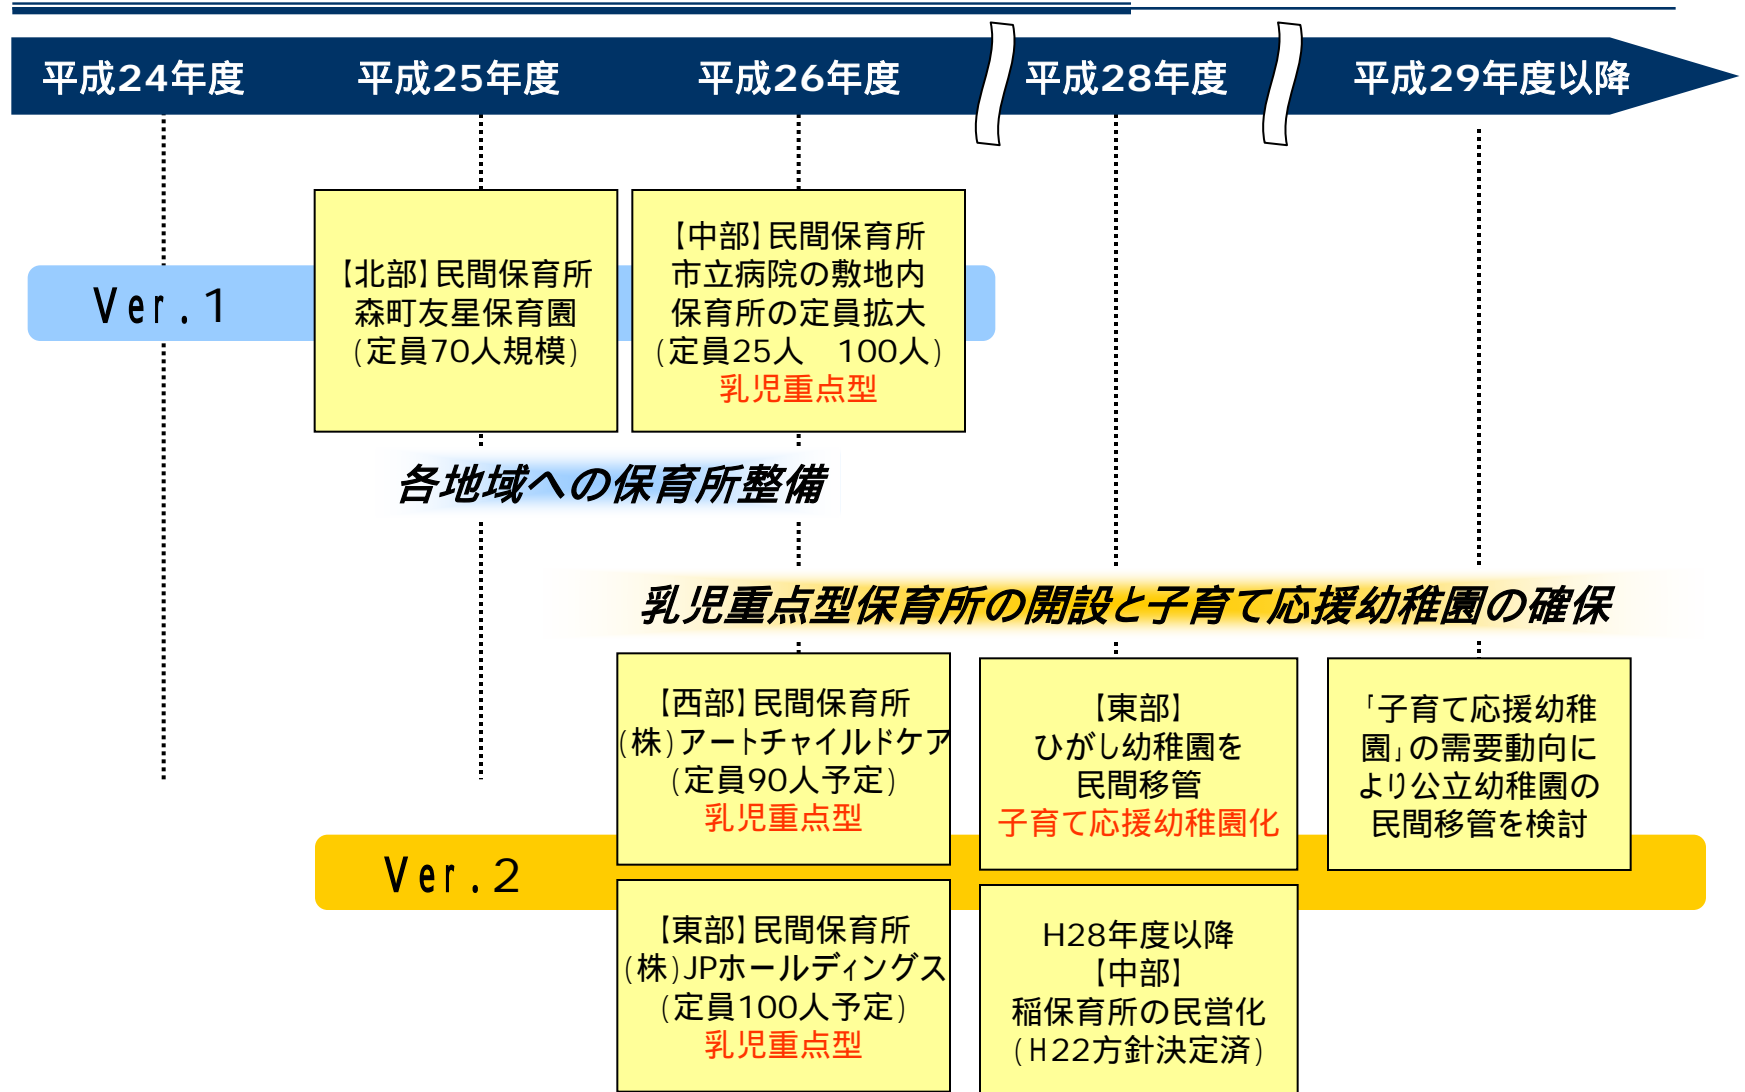 平成24年度
平成25年度
平成26年度
平成28年度
平成29年度以降
Ver.1
【北部】民間保育所
森町友星保育園
(定員70人規模)
【中部】民間保育所
市立病院の敷地内
保育所の定員拡大
(定員25人　100人)
乳児重点型
各地域への保育所整備
乳児重点型保育所の開設と子育て応援幼稚園の確保
Ver.2
【西部】民間保育所
(株)アートチャイルドケア
(定員90人予定)
乳児重点型
【東部】
ひがし幼稚園を
民間移管
子育て応援幼稚園化
「子育て応援幼稚
園」の需要動向に
より公立幼稚園の
民間移管を検討
【東部】民間保育所
(株)JPホールディングス
(定員100人予定)
乳児重点型
H28年度以降
【中部】
稲保育所の民営化
(H22方針決定済)